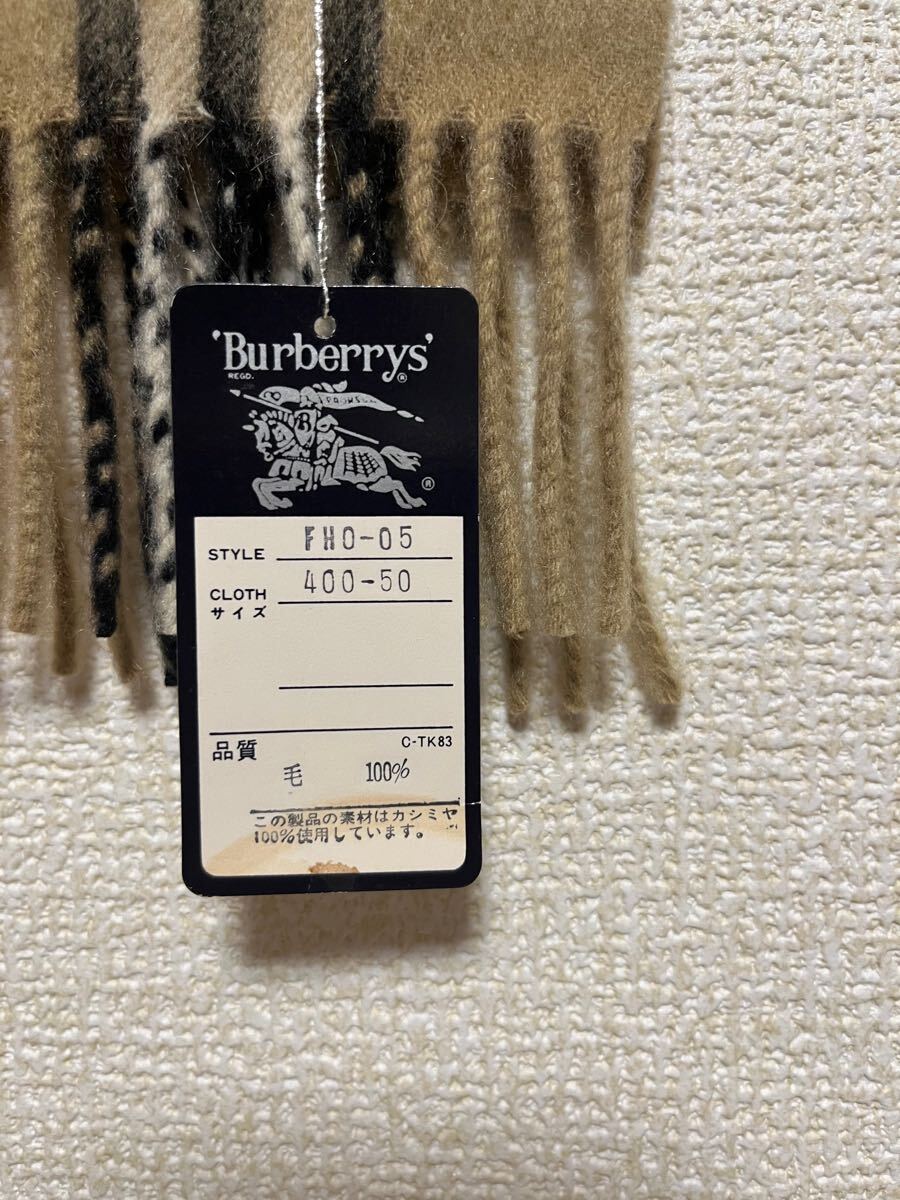 'Burberrys'
REGD. ®
PRORSUM
®
STYLE FHO-05
CLOTH 400-50
サイズ
品質 C-TK83
毛 100%
この製品の素材はカシミヤ
100%使用しています。